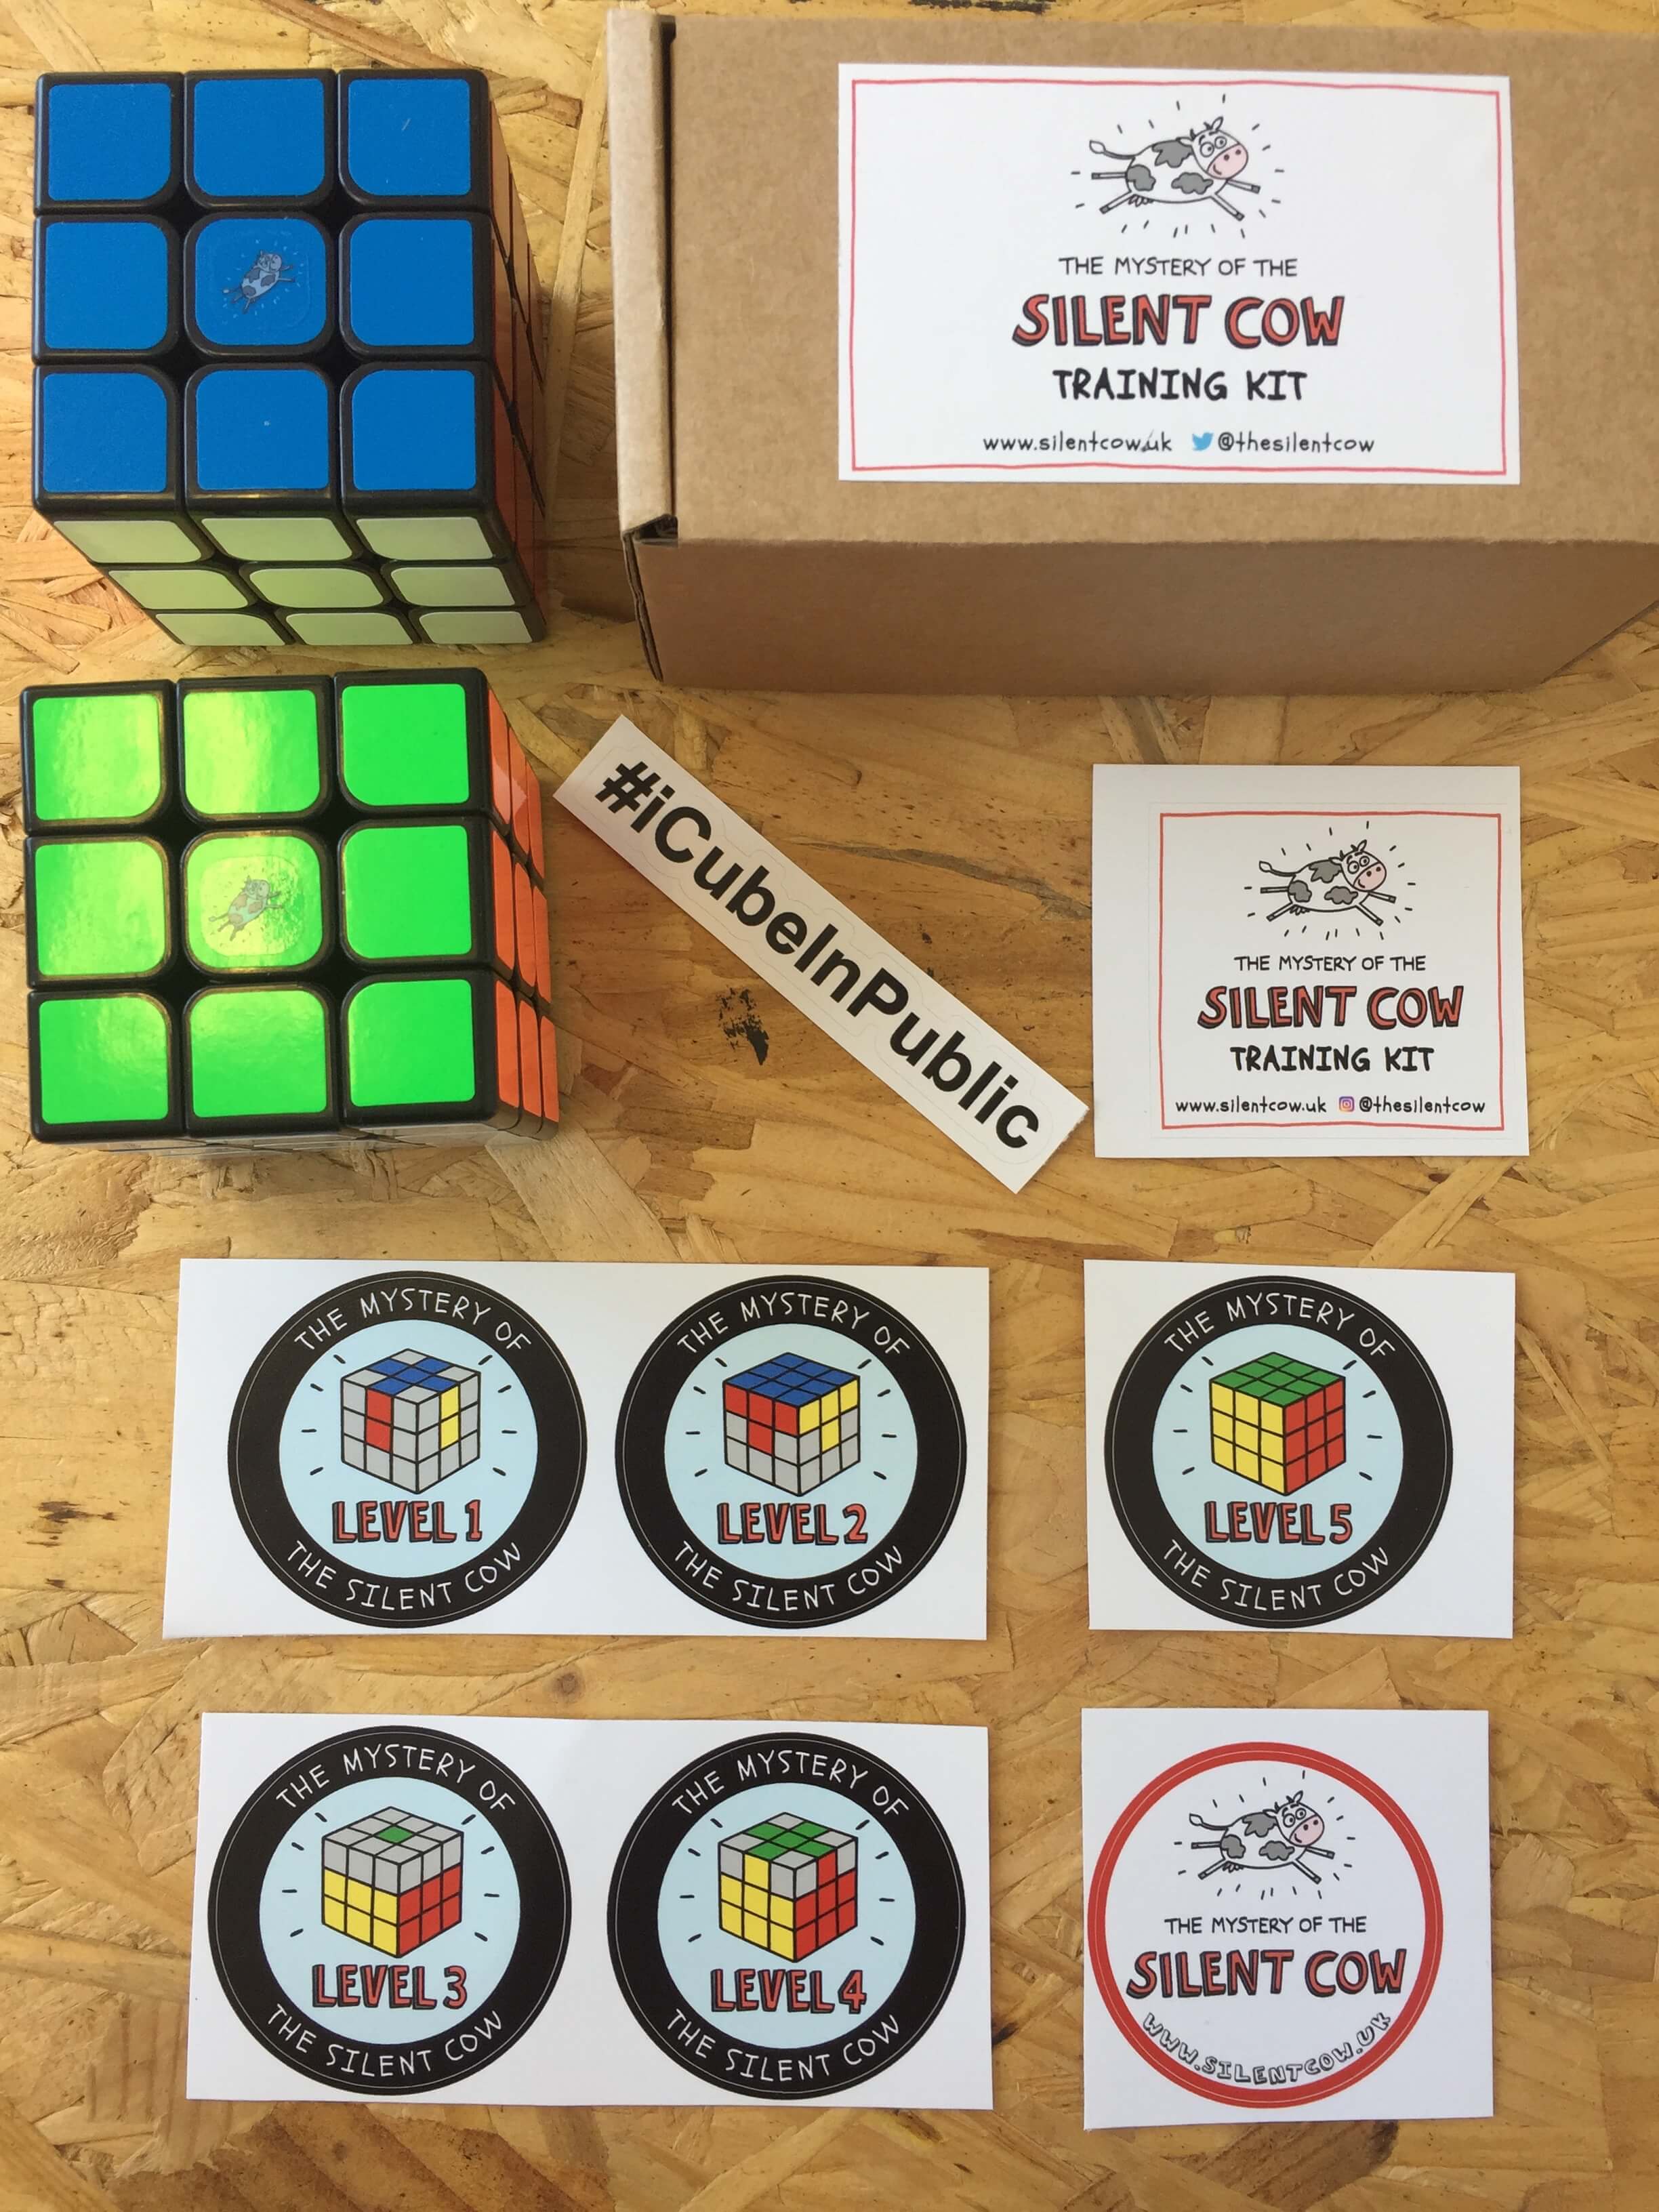 THE MYSTERY OF THE
SILENT COW
TRAINING KIT
www.silentcow.uk @thesilentcow
#iCubeInPublic
THE MYSTERY OF THE
SILENT COW
TRAINING KIT
www.silentcow.uk @thesilentcow
THE MYSTERY OF
LEVEL 1
THE SILENT COW
THE MYSTERY OF
LEVEL 2
THE SILENT COW
THE MYSTERY OF
LEVEL 5
THE SILENT COW
THE MYSTERY OF
LEVEL 3
THE SILENT COW
THE MYSTERY OF
LEVEL 4
THE SILENT COW
THE MYSTERY OF THE
SILENT COW
WWW.SILENTCOW.UK